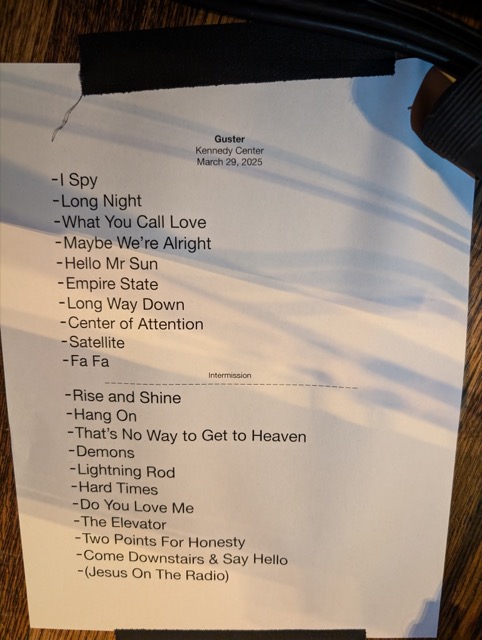 Guster
Kennedy Center
March 29, 2025
-I Spy
-Long Night
-What You Call Love
-Maybe We're Alright
-Hello Mr Sun
-Empire State
-Long Way Down
-Center of Attention
-Satellite
-Fa Fa
Intermission
-Rise and Shine
-Hang On
-That's No Way to Get to Heaven
-Demons
-Lightning Rod
-Hard Times
-Do You Love Me
-The Elevator
-Two Points For Honesty
-Come Downstairs & Say Hello
-(Jesus On The Radio)